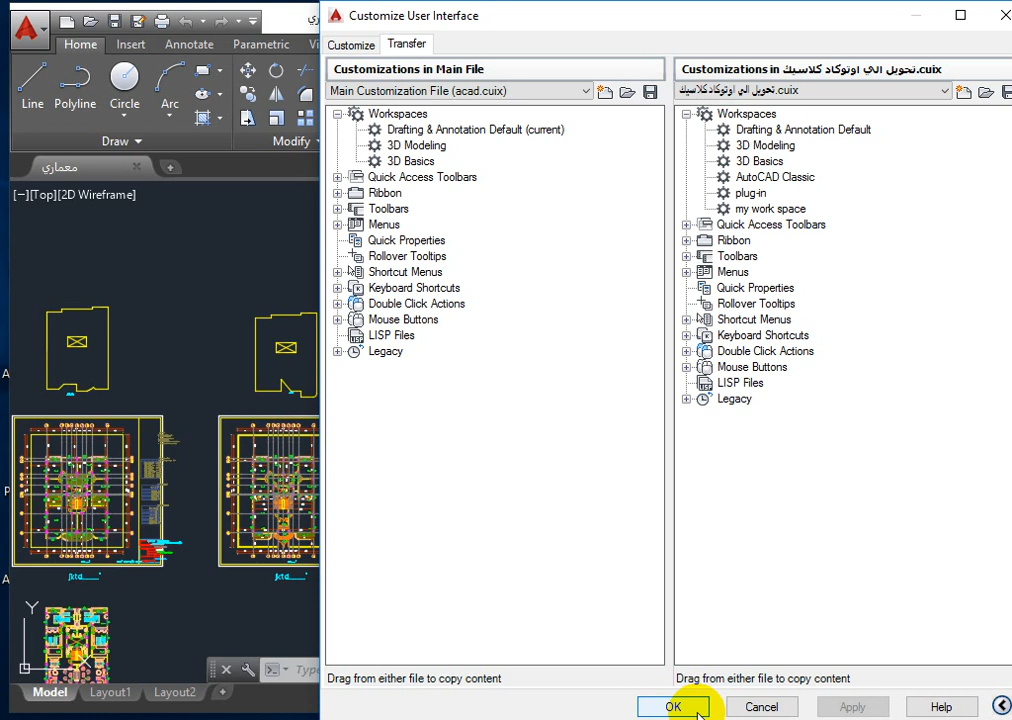 Customize User Interface
Home Insert Annotate Parametric
Customize Transfer
Line Polyline Circle Arc
Draw Modify
معماري
[−][Top][2D Wireframe]
Customizations in Main File
Main Customization File (acad.cuix)
Workspaces
Drafting & Annotation Default (current)
3D Modeling
3D Basics
Quick Access Toolbars
Ribbon
Toolbars
Menus
Quick Properties
Rollover Tooltips
Shortcut Menus
Keyboard Shortcuts
Double Click Actions
Mouse Buttons
LISP Files
Legacy
Drag from either file to copy content
Customizations in تحويل الي اوتوكاد كلاسيك.cuix
تحويل الي اوتوكاد كلاسيك.cuix
Workspaces
Drafting & Annotation Default
3D Modeling
3D Basics
AutoCAD Classic
plug-in
my work space
Quick Access Toolbars
Ribbon
Toolbars
Menus
Quick Properties
Rollover Tooltips
Shortcut Menus
Keyboard Shortcuts
Double Click Actions
Mouse Buttons
LISP Files
Legacy
Drag from either file to copy content
Y
Model Layout1 Layout2
OK Cancel Apply Help